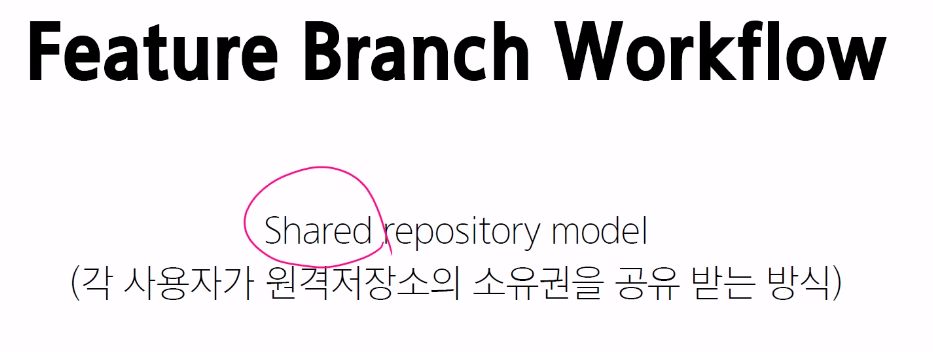 Feature Branch Workflow
Shared repository model
(각 사용자가 원격저장소의 소유권을 공유 받는 방식)